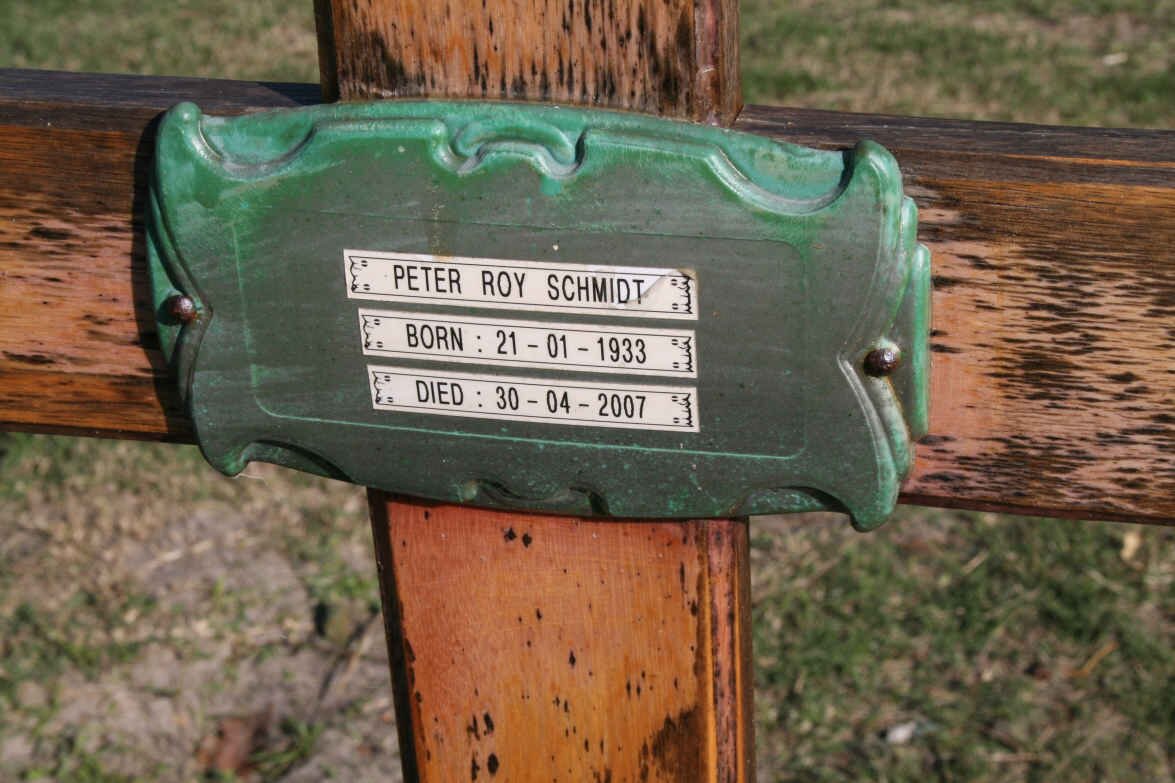 PETER ROY SCHMIDT
BORN : 21 - 01 - 1933
DIED : 30 - 04 - 2007